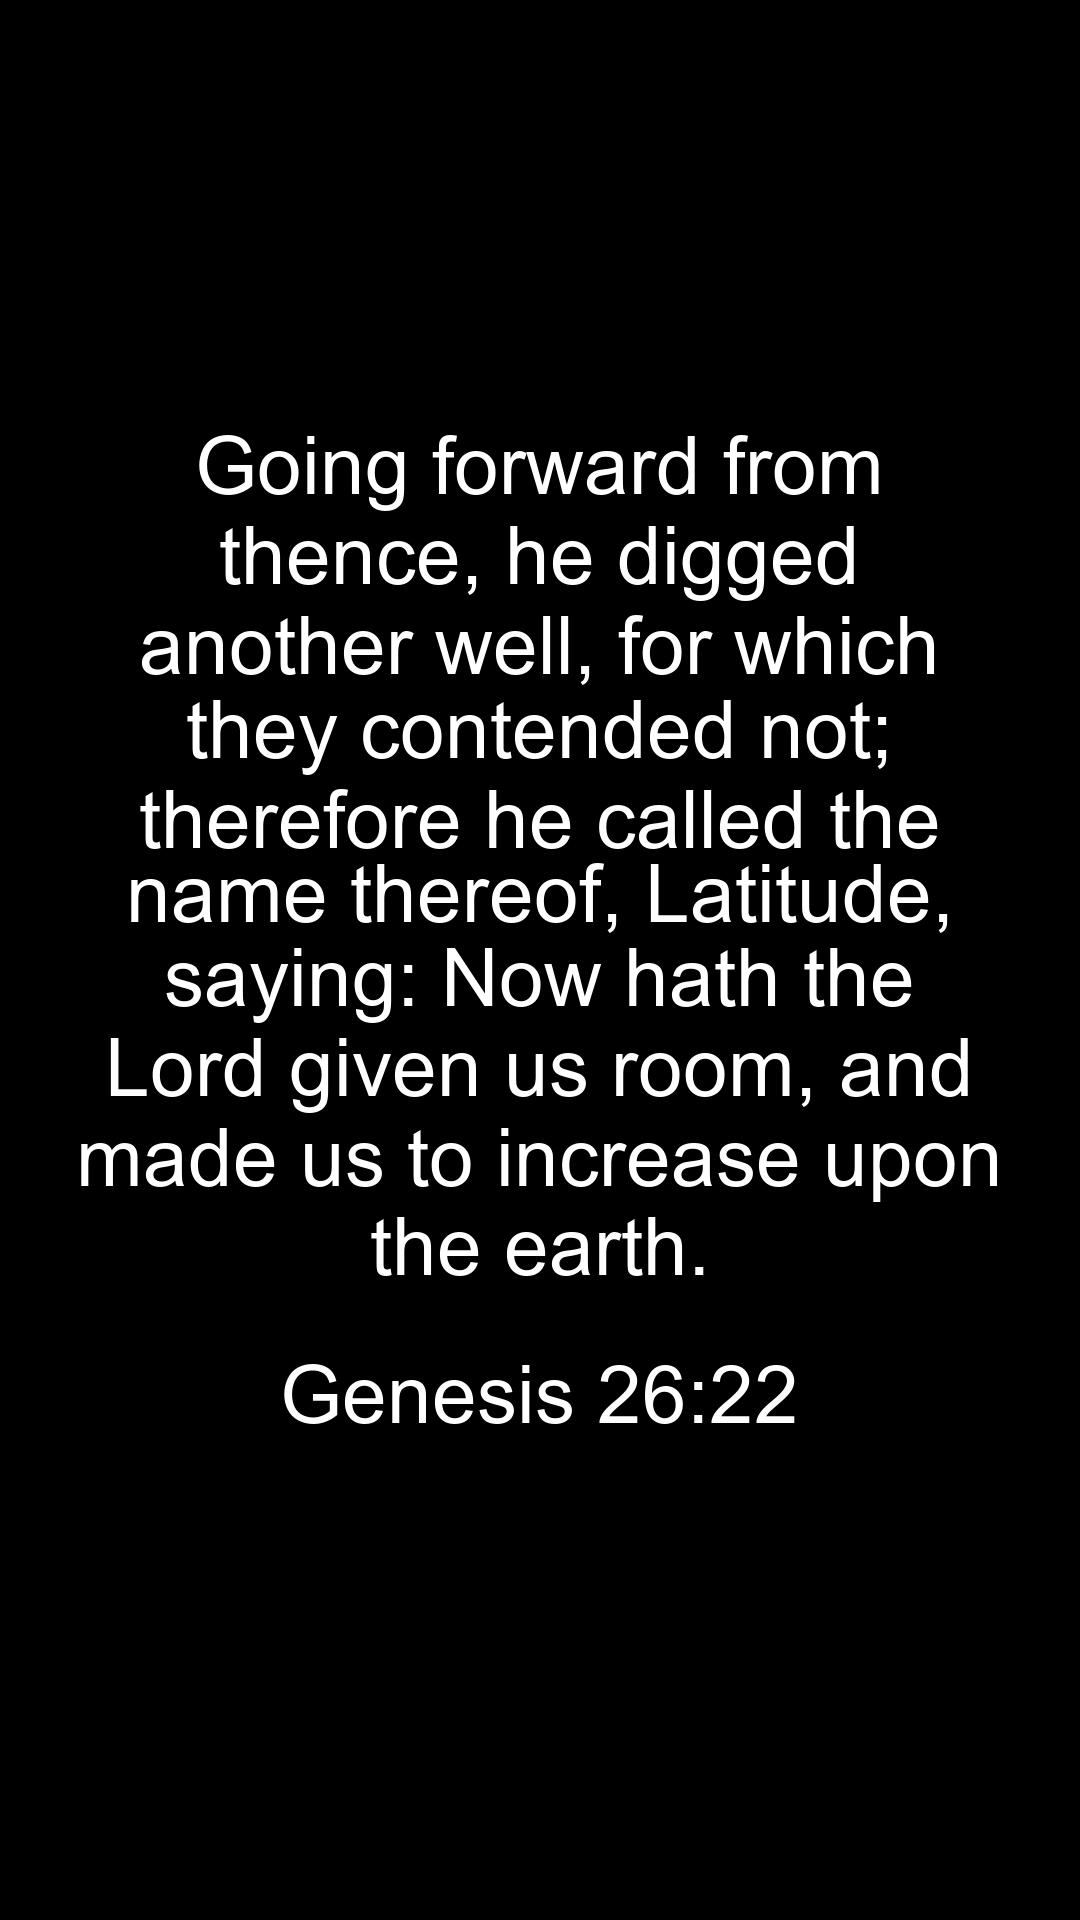 Going forward from
thence, he digged
another well, for which
they contended not;
therefore he called the
name thereof, Latitude,
saying: Now hath the
Lord given us room, and
made us to increase upon
the earth.
Genesis 26:22